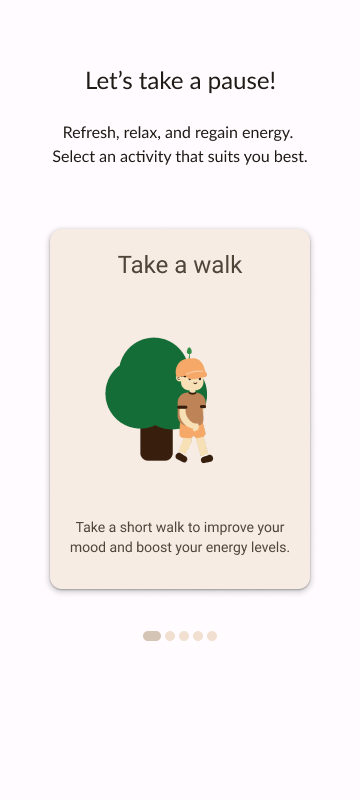 Let’s take a pause!
Refresh, relax, and regain energy.
Select an activity that suits you best.
Take a walk
Take a short walk to improve your
mood and boost your energy levels.